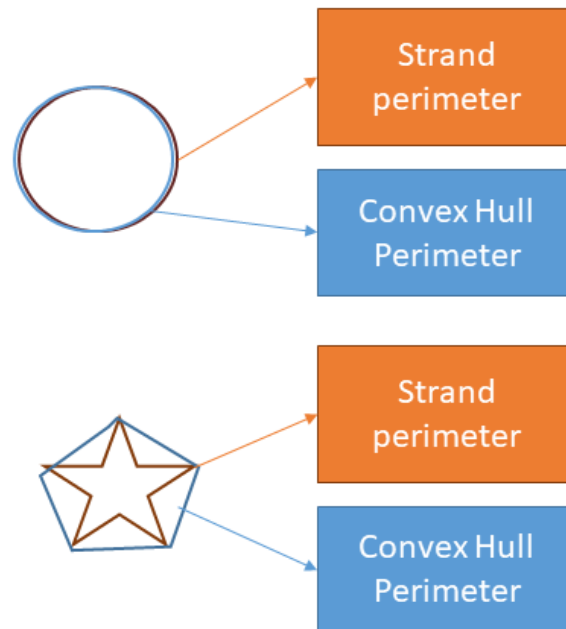 Strand
perimeter
Convex Hull
Perimeter
Strand
perimeter
Convex Hull
Perimeter